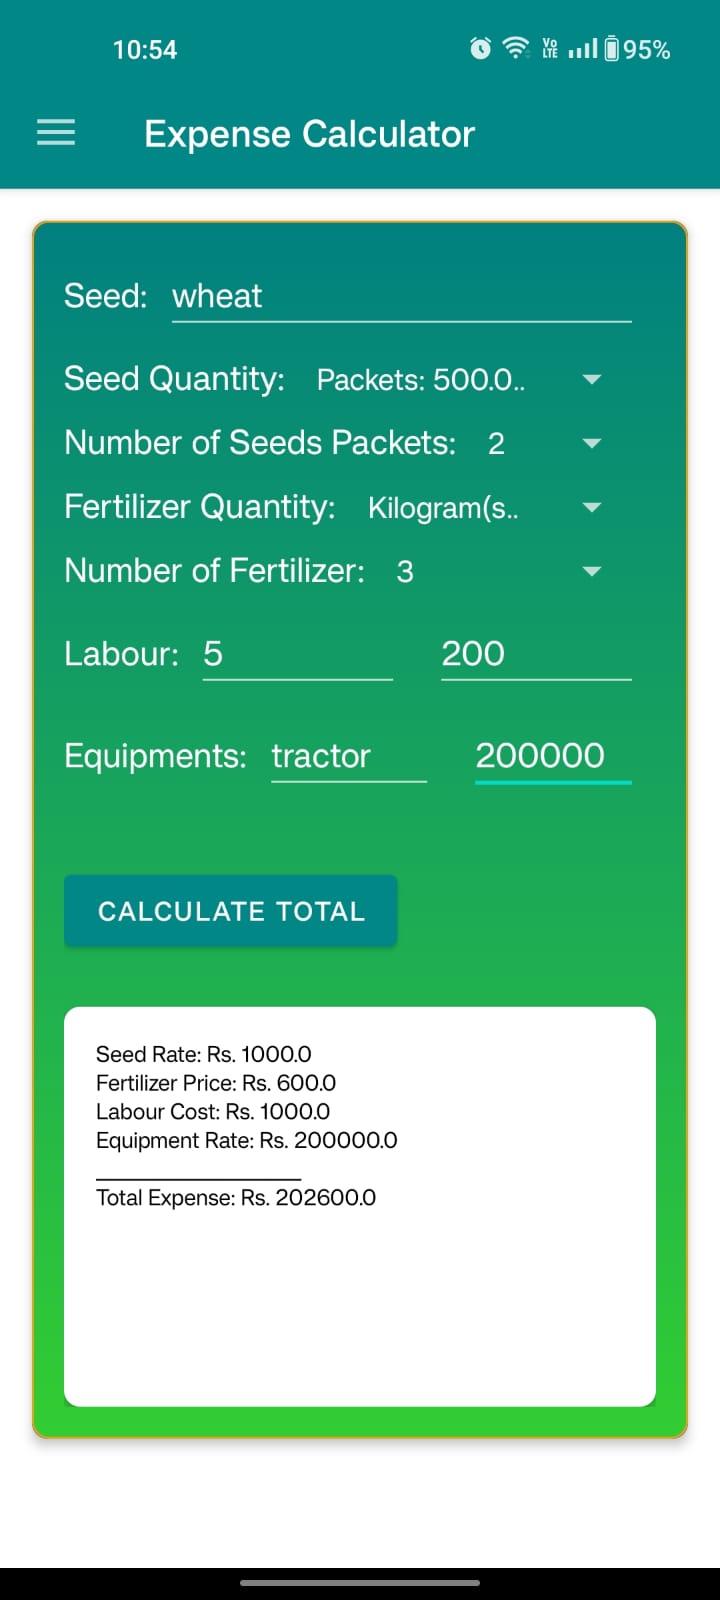 10:54 Vo LTE 95%
Expense Calculator
Seed: wheat
Seed Quantity: Packets: 500.0..
Number of Seeds Packets: 2
Fertilizer Quantity: Kilogram(s..
Number of Fertilizer: 3
Labour: 5 200
Equipments: tractor 200000
CALCULATE TOTAL
Seed Rate: Rs. 1000.0
Fertilizer Price: Rs. 600.0
Labour Cost: Rs. 1000.0
Equipment Rate: Rs. 200000.0
Total Expense: Rs. 202600.0